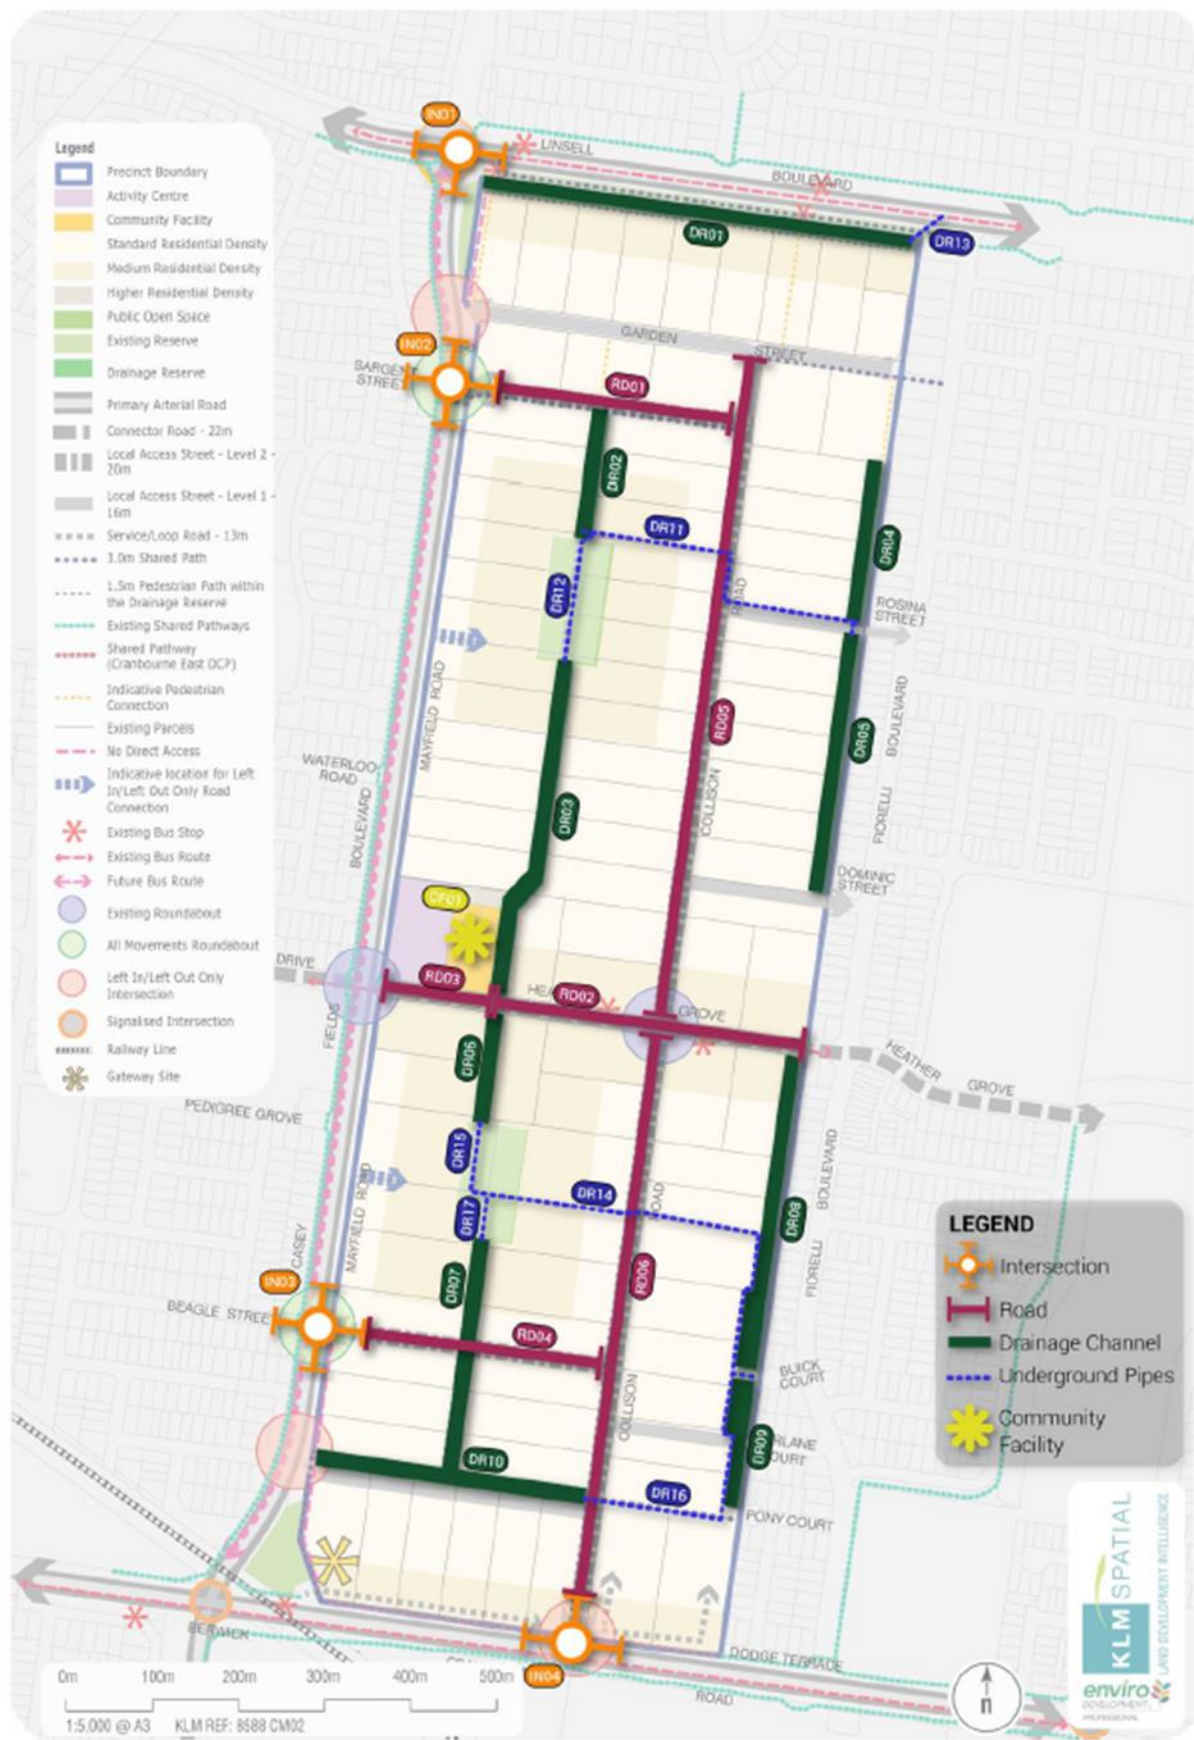 IN01
LINSELL
BOULEVARD
DR01
DR13
Legend
Precinct Boundary
Activity Centre
Community Facility
Standard Residential Density
Medium Residential Density
Higher Residential Density
Public Open Space
Existing Reserve
Drainage Reserve
Primary Arterial Road
Connector Road - 22m
Local Access Street - Level 2 -
20m
Local Access Street - Level 1 -
16m
Service/Loop Road - 13m
3.0m Shared Path
1.5m Pedestrian Path within
the Drainage Reserve
Existing Shared Pathways
Shared Pathway
(Cranbourne East DCP)
Indicative Pedestrian
Connection
Existing Parcels
No Direct Access
Indicative location for Left
In/Left Out Only Road
Connection
Existing Bus Stop
Existing Bus Route
Future Bus Route
Existing Roundabout
All Movements Roundabout
Left In/Left Out Only
Intersection
Signalised Intersection
Railway Line
Gateway Site
GARDEN
STREET
IN02
SARGENT
STREET
RD01
DR02
DR11
DR04
DR12
ROAD
ROSINA
STREET
MAYFIELD ROAD
RD05
DR05
BOULEVARD
WATERLOO
ROAD
BOULEVARD
DR03
COLLISON
FIORELLI
DOMINIC
STREET
CF01
DRIVE
RD03
RD02
GROVE
FIELDS
DR06
HEATHER
GROVE
PEDIGREE GROVE
DR15
DR14
DR17
ROAD
BOULEVARD
DR08
MAYFIELD ROAD
CASEY
FIORELLI
IN03
BEAGLE STREE
DR07
RD06
RD04
BUICK
COURT
COLLISON
DR09
RLANE
OURT
DR10
DR16
PONY COURT
BERWICK
IN04
DODGE TERRACE
ROAD
LEGEND
Intersection
Road
Drainage Channel
Underground Pipes
Community
Facility
0m 100m 200m 300m 400m 500m
1:5,000 @ A3 KLM REF: 8588 CM02
n
KLM SPATIAL
LAND DEVELOPMENT INTELLIGENCE
enviro
DEVELOPMENT
PROFESSIONAL